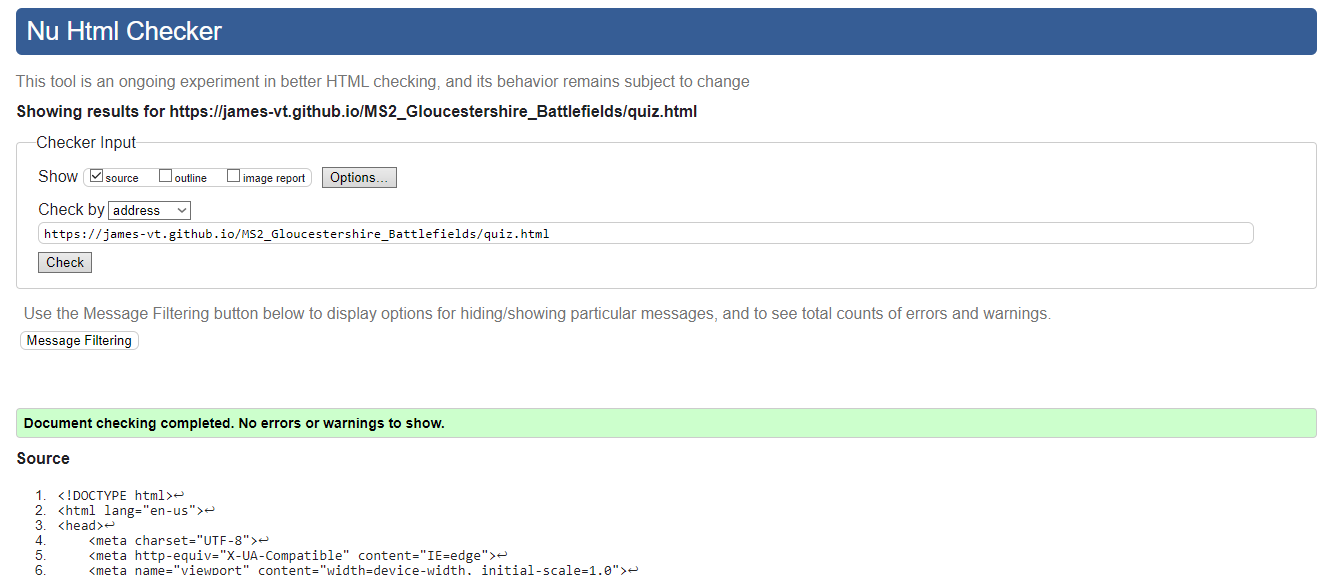 Nu Html Checker
This tool is an ongoing experiment in better HTML checking, and its behavior remains subject to change
Showing results for https://james-vt.github.io/MS2_Gloucestershire_Battlefields/quiz.html
Checker Input
Show source outline image report Options...
Check by address
https://james-vt.github.io/MS2_Gloucestershire_Battlefields/quiz.html
Check
Use the Message Filtering button below to display options for hiding/showing particular messages, and to see total counts of errors and warnings.
Message Filtering
Document checking completed. No errors or warnings to show.
Source
1. <!DOCTYPE html>↩
2. <html lang="en-us">↩
3. <head>↩
4. <meta charset="UTF-8">↩
5. <meta http-equiv="X-UA-Compatible" content="IE=edge">↩
6. <meta name="viewport" content="width=device-width, initial-scale=1.0">↩